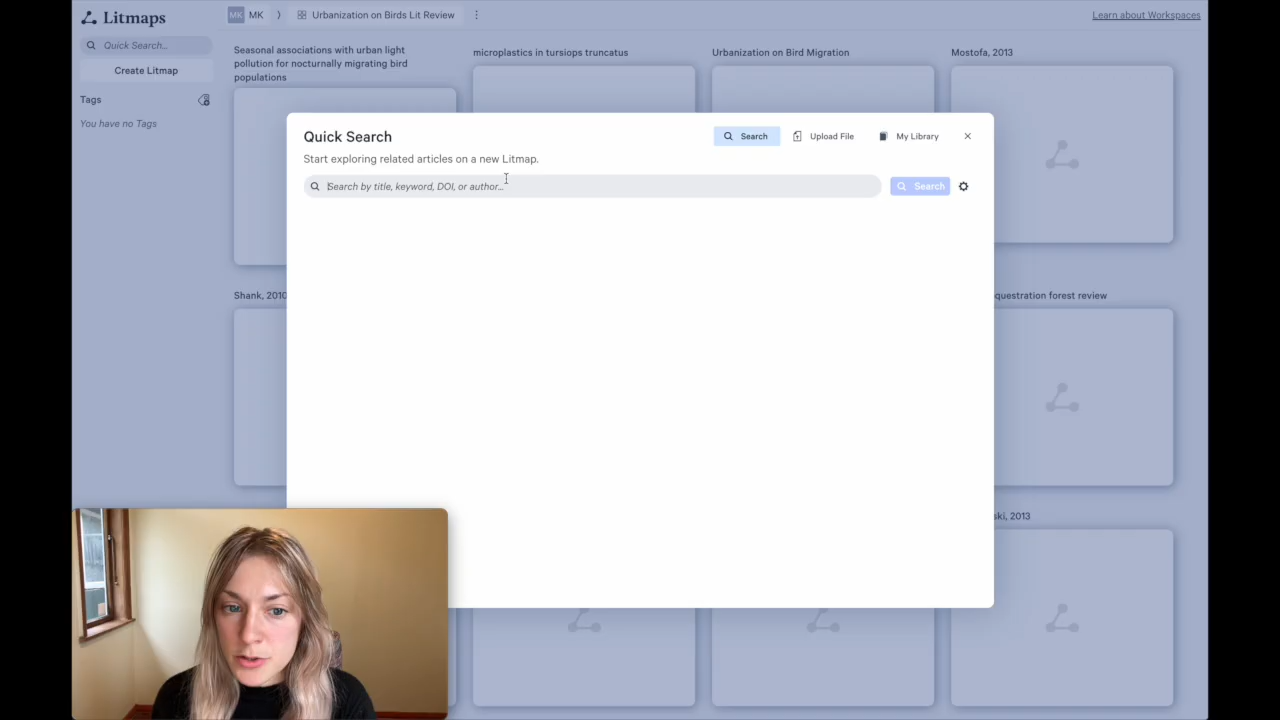 Litmaps
MK MK 〉 Urbanization on Birds Lit Review
Learn about Workspaces
Quick Search...
Create Litmap
Tags
You have no Tags
Seasonal associations with urban light
pollution for nocturnally migrating bird
populations
microplastics in tursiops truncatus
Urbanization on Bird Migration
Mostofa, 2013
Quick Search
Search
Upload File
My Library
Start exploring related articles on a new Litmap.
Search by title, keyword, DOI, or author...
Search
Shank, 2010
questration forest review
ski, 2013